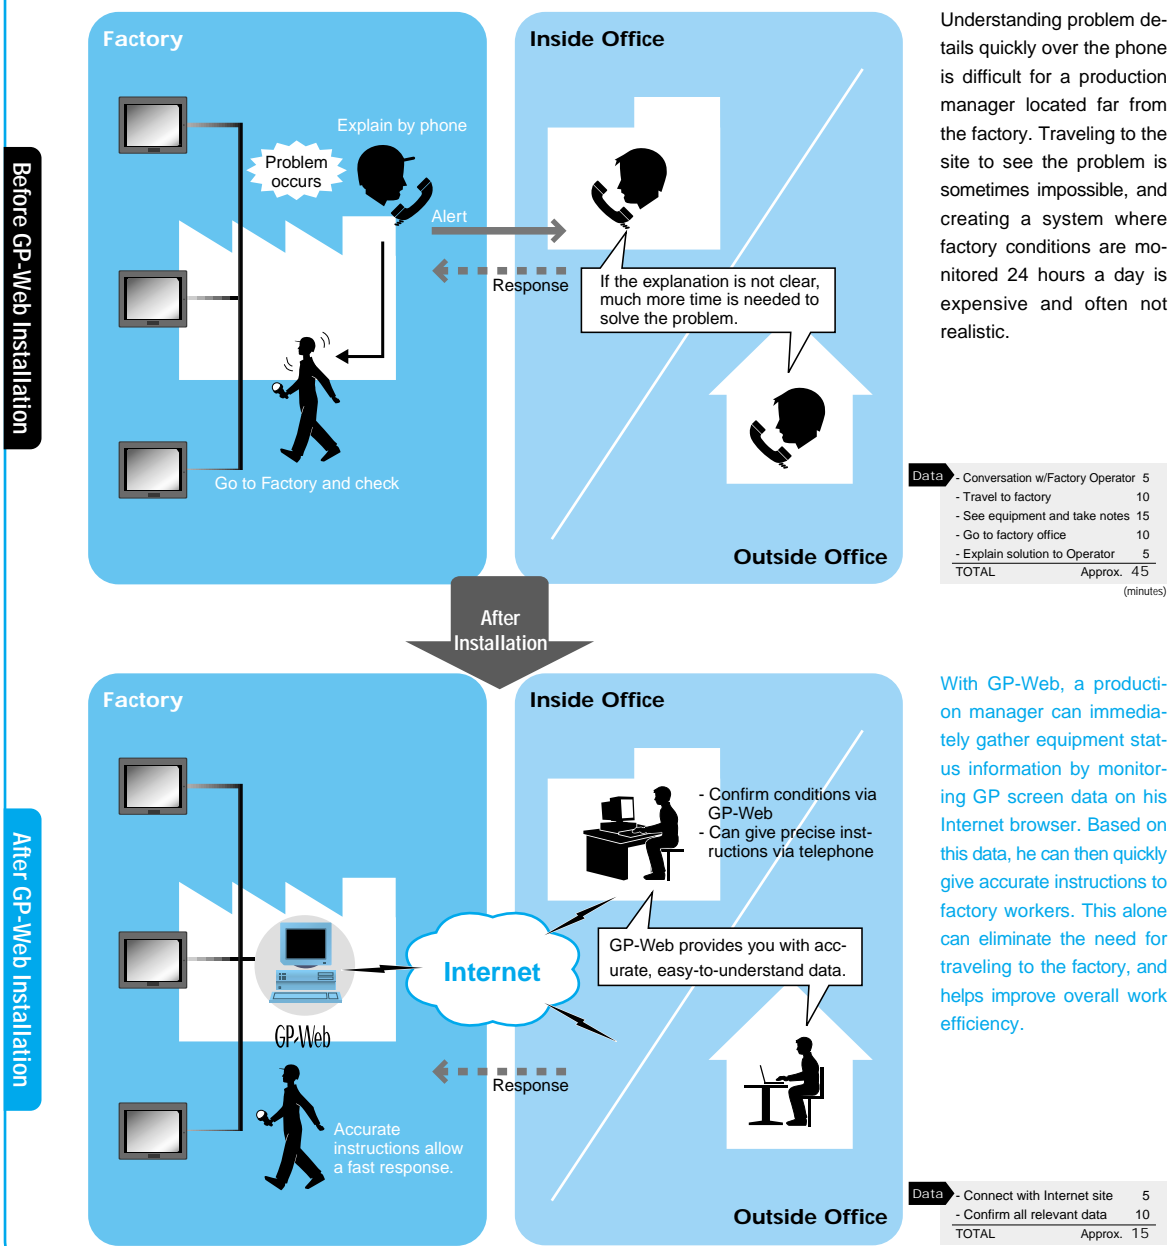 Before GP-Web Installation
Factory
Explain by phone
Problem
occurs
Alert
Response
Go to Factory and check
Inside Office
If the explanation is not clear,
much more time is needed to
solve the problem.
Outside Office
Understanding problem de-
tails quickly over the phone
is difficult for a production
manager located far from
the factory. Traveling to the
site to see the problem is
sometimes impossible, and
creating a system where
factory conditions are mo-
nitored 24 hours a day is
expensive and often not
realistic.
Data
- Conversation w/Factory Operator 5
- Travel to factory 10
- See equipment and take notes 15
- Go to factory office 10
- Explain solution to Operator 5
TOTAL Approx. 45
(minutes)
After
Installation
After GP-Web Installation
Factory
GP-Web
Internet
Response
Accurate
instructions allow
a fast response.
Inside Office
- Confirm conditions via
GP-Web
- Can give precise inst-
ructions via telephone
GP-Web provides you with acc-
urate, easy-to-understand data.
Outside Office
With GP-Web, a producti-
on manager can immedia-
tely gather equipment stat-
us information by monitor-
ing GP screen data on his
Internet browser. Based on
this data, he can then quickly
give accurate instructions to
factory workers. This alone
can eliminate the need for
traveling to the factory, and
helps improve overall work
efficiency.
Data
- Connect with Internet site 5
- Confirm all relevant data 10
TOTAL Approx. 15